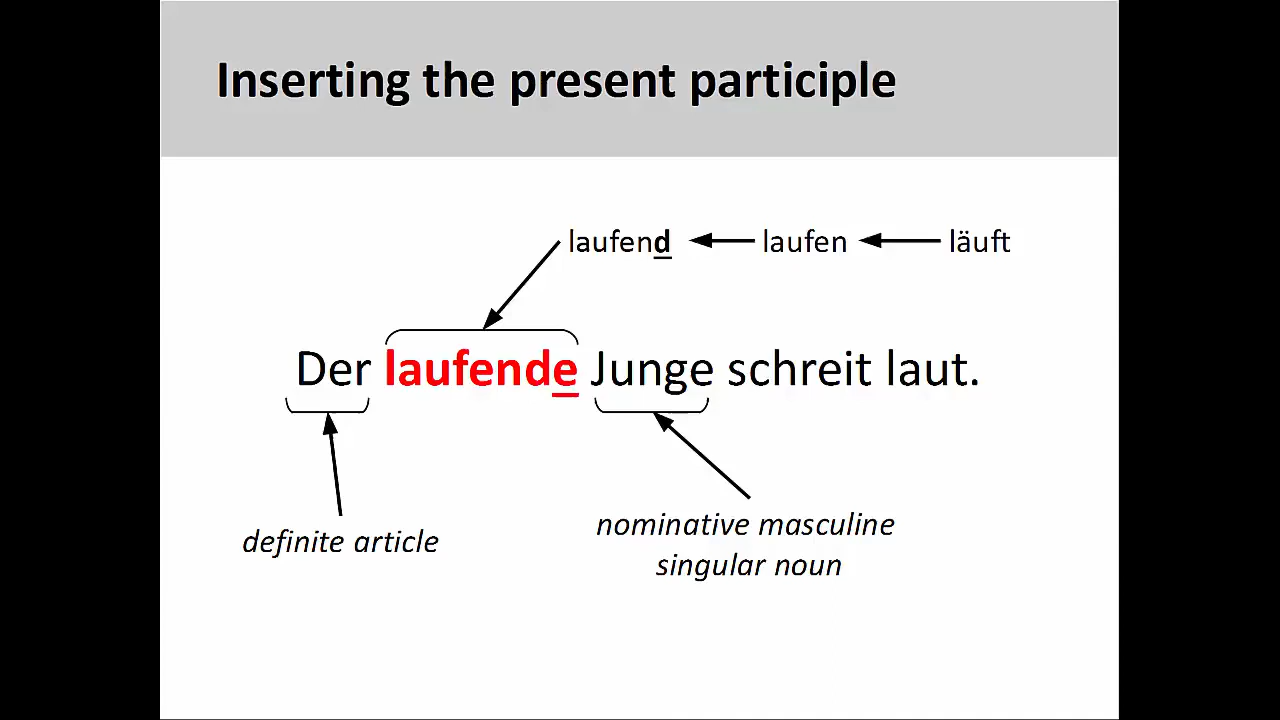 Inserting the present participle
laufend laufen läuft
Der laufende Junge schreit laut.
definite article
nominative masculine
singular noun